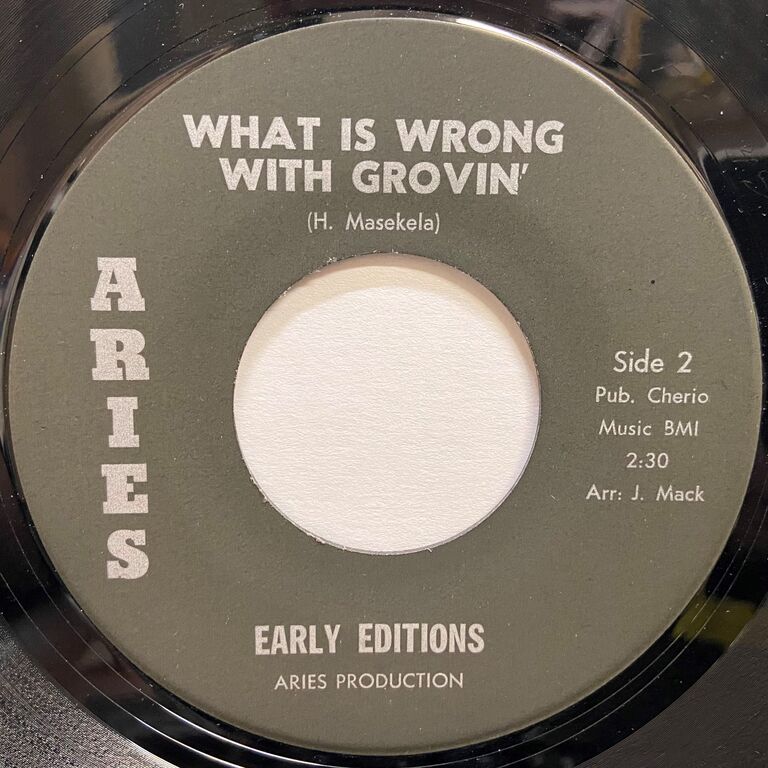 WHAT IS WRONG
WITH GROVIN'
(H. Masekela)
ARIES
Side 2
Pub. Cherio
Music BMI
2:30
Arr: J. Mack
EARLY EDITIONS
ARIES PRODUCTION